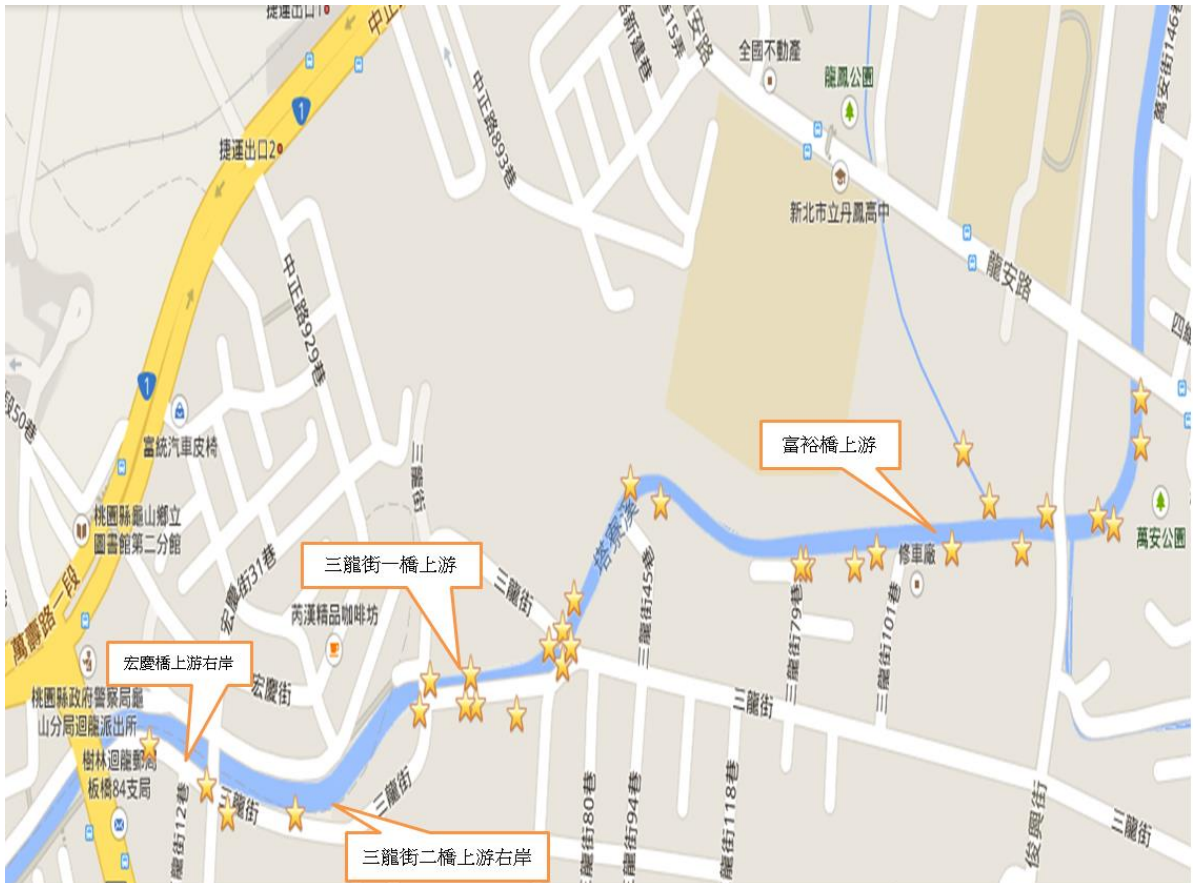 捷運出口1
中正路
新建巷
巷15弄
萬安路
全國不動產
龍鳳公園
萬安街146巷
1
捷運出口2
中正路893巷
新北市立丹鳳高中
龍安路
中正路929巷
1
段50巷
富統汽車皮椅
三龍街
富裕橋上游
桃園縣龜山鄉立
圖書館第二分館
塔寮溪
修車廠
萬安公園
三龍街一橋上游
三龍街
宏慶街31巷
芮漢精品咖啡坊
三龍街45巷
三龍街79巷
三龍街101巷
萬壽路一段
宏慶橋上游右岸
宏慶街
桃園縣政府警察局龜
山分局迴龍派出所
三龍街
樹林迴龍郵局
板橋84支局
三龍街
三龍街
三龍街12巷
三龍街80巷
三龍街94巷
龍街118巷
俊興街
三龍街
三龍街二橋上游右岸